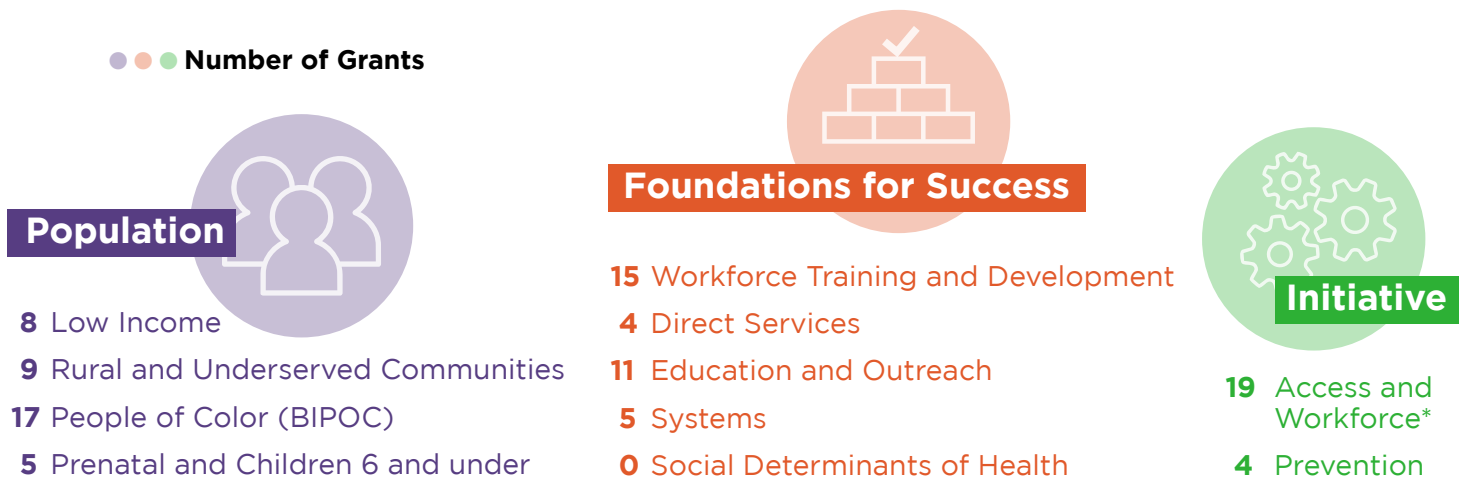 Number of Grants
Population
8 Low Income
9 Rural and Underserved Communities
17 People of Color (BIPOC)
5 Prenatal and Children 6 and under
Foundations for Success
15 Workforce Training and Development
4 Direct Services
11 Education and Outreach
5 Systems
0 Social Determinants of Health
Initiative
19 Access and
Workforce*
4 Prevention